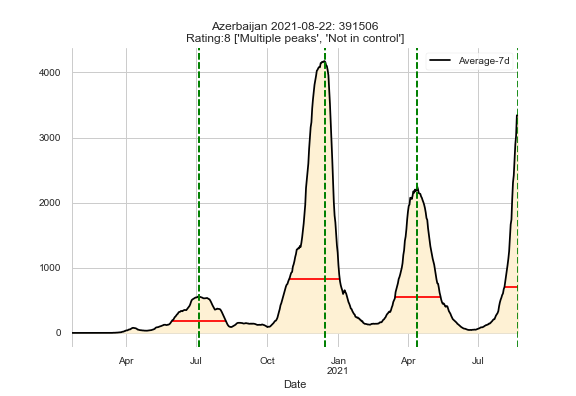 Azerbaijan 2021-08-22: 391506
Rating:8 ['Multiple peaks', 'Not in control']
Average-7d
4000
3000
2000
1000
0
Apr
Jul
Oct
Jan
2021
Apr
Jul
Date